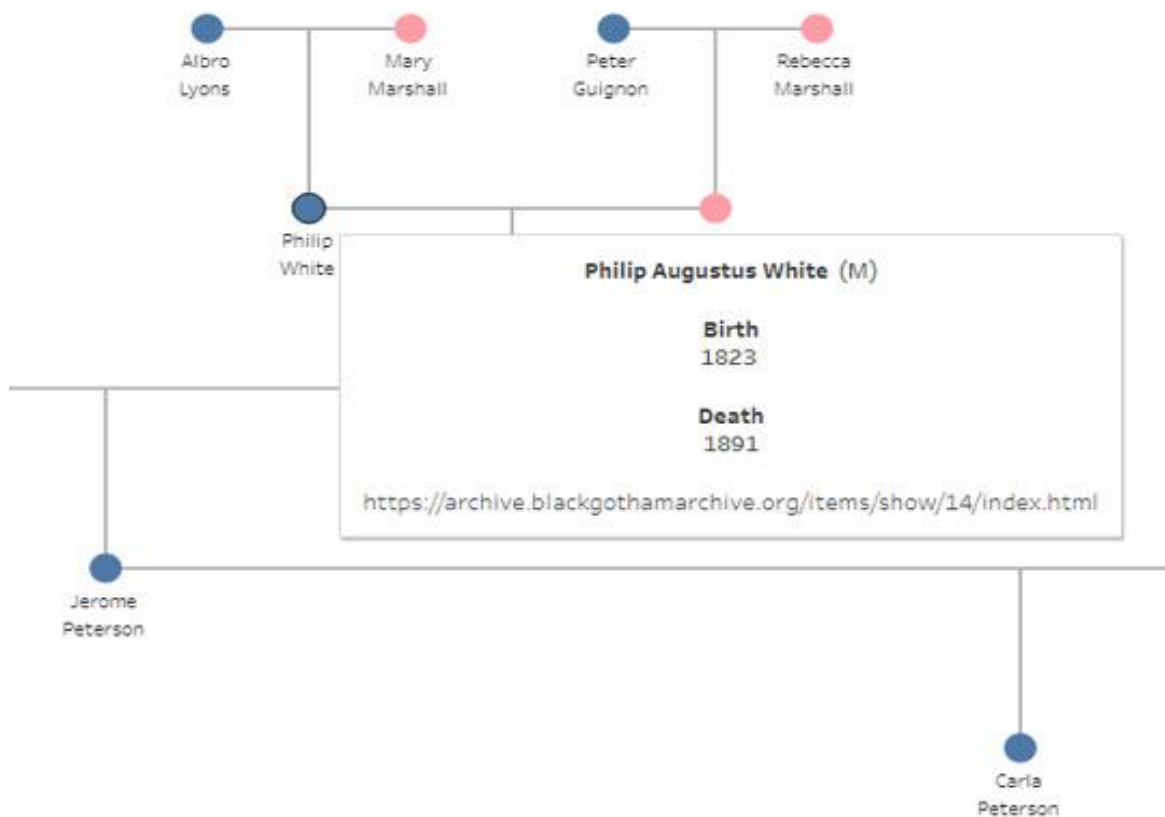 Albro
Lyons
Mary
Marshall
Peter
Guignon
Rebecca
Marshall
Philip
White
Philip Augustus White (M)
Birth
1823
Death
1891
https://archive.blackgothamarchive.org/items/show/14/index.html
Jerome
Peterson
Carla
Peterson